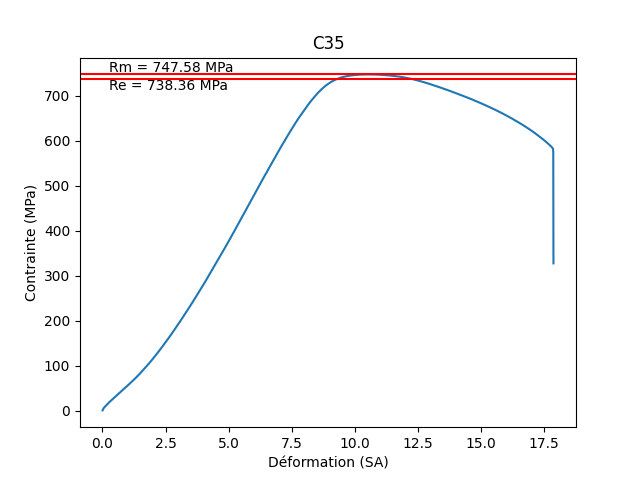 C35
Rm = 747.58 MPa
Re = 738.36 MPa
Contrainte (MPa)
700
600
500
400
300
200
100
0
0.0 2.5 5.0 7.5 10.0 12.5 15.0 17.5
Déformation (SA)